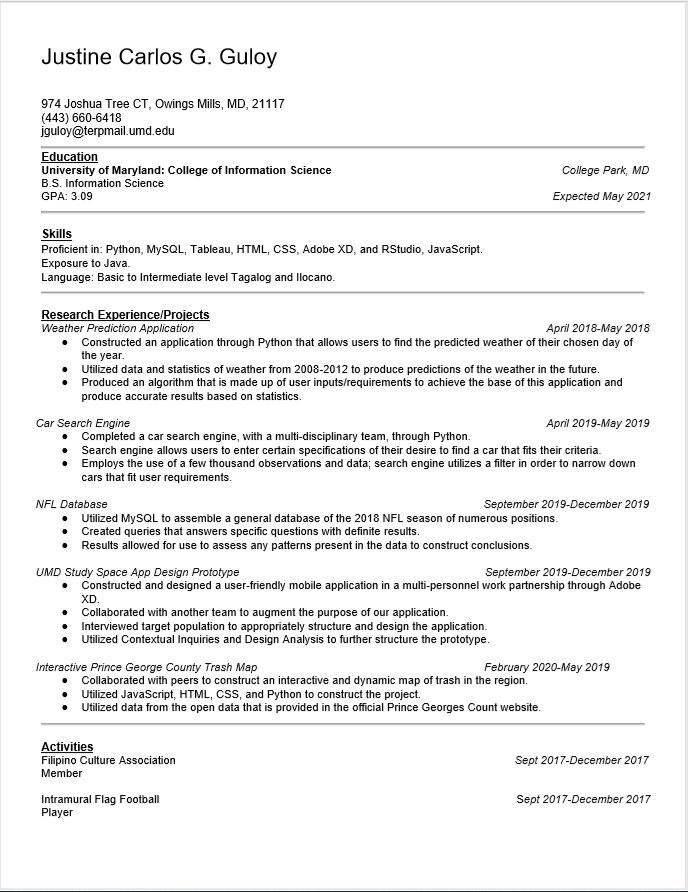 Justine Carlos G. Guloy
974 Joshua Tree CT, Owings Mills, MD, 21117
(443) 660-6418
jguloy@terpmail.umd.edu
Education
University of Maryland: College of Information Science College Park, MD
B.S. Information Science
GPA: 3.09 Expected May 2021
Skills
Proficient in: Python, MySQL, Tableau, HTML, CSS, Adobe XD, and RStudio, JavaScript.
Exposure to Java.
Language: Basic to Intermediate level Tagalog and Ilocano.
Research Experience/Projects
Weather Prediction Application April 2018-May 2018
● Constructed an application through Python that allows users to find the predicted weather of their chosen day of
the year.
● Utilized data and statistics of weather from 2008-2012 to produce predictions of the weather in the future.
● Produced an algorithm that is made up of user inputs/requirements to achieve the base of this application and
produce accurate results based on statistics.
Car Search Engine April 2019-May 2019
● Completed a car search engine, with a multi-disciplinary team, through Python.
● Search engine allows users to enter certain specifications of their desire to find a car that fits their criteria.
● Employs the use of a few thousand observations and data; search engine utilizes a filter in order to narrow down
cars that fit user requirements.
NFL Database September 2019-December 2019
● Utilized MySQL to assemble a general database of the 2018 NFL season of numerous positions.
● Created queries that answers specific questions with definite results.
● Results allowed for use to assess any patterns present in the data to construct conclusions.
UMD Study Space App Design Prototype September 2019-December 2019
● Constructed and designed a user-friendly mobile application in a multi-personnel work partnership through Adobe
XD.
● Collaborated with another team to augment the purpose of our application.
● Interviewed target population to appropriately structure and design the application.
● Utilized Contextual Inquiries and Design Analysis to further structure the prototype.
Interactive Prince George County Trash Map February 2020-May 2019
● Collaborated with peers to construct an interactive and dynamic map of trash in the region.
● Utilized JavaScript, HTML, CSS, and Python to construct the project.
● Utilized data from the open data that is provided in the official Prince Georges Count website.
Activities
Filipino Culture Association Sept 2017-December 2017
Member
Intramural Flag Football Sept 2017-December 2017
Player